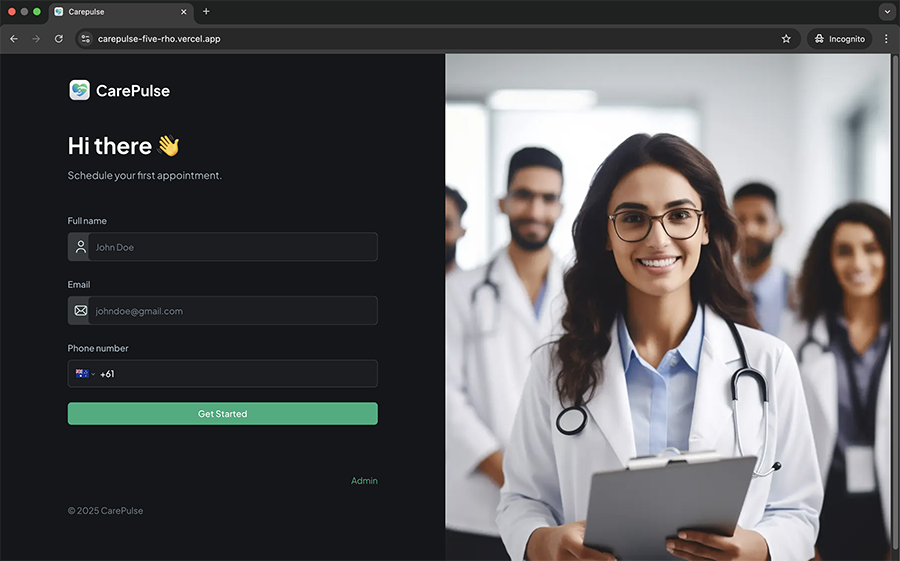 Carepulse
carepulse-five-rho.vercel.app
Incognito
CarePulse
Hi there 👋
Schedule your first appointment.
Full name
John Doe
Email
johndoe@gmail.com
Phone number
+61
Get Started
Admin
© 2025 CarePulse